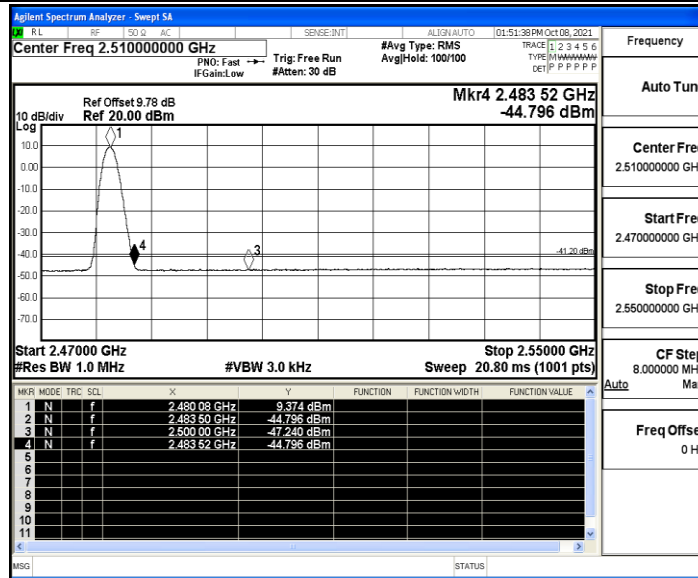 Agilent Spectrum Analyzer - Swept SA
RL RF 50 Ω AC SENSE:INT ALIGN AUTO 01:51:38 PM Oct 08, 2021
Center Freq 2.510000000 GHz
PNO: Fast
IFGain:Low
Trig: Free Run
#Atten: 30 dB
#Avg Type: RMS
Avg|Hold: 100/100
TRACE 1 2 3 4 5 6
TYPE M W W W W W
DET P P P P P P
Ref Offset 9.78 dB
10 dB/div Ref 20.00 dBm
Log
Mkr4 2.483 52 GHz
-44.796 dBm
10.0
0.00
-10.0
-20.0
-30.0
-40.0
-50.0
-60.0
-70.0
1
4
3
-41.20 dBm
Start 2.47000 GHz Stop 2.55000 GHz
#Res BW 1.0 MHz #VBW 3.0 kHz Sweep 20.80 ms (1001 pts)
MKR MODE TRC SCL X Y FUNCTION FUNCTION WIDTH FUNCTION VALUE
1 N f 2.480 08 GHz 9.374 dBm
2 N f 2.483 50 GHz -44.796 dBm
3 N f 2.500 00 GHz -47.240 dBm
4 N f 2.483 52 GHz -44.796 dBm
5
6
7
8
9
10
11
MSG STATUS
Frequency
Auto Tun
Center Fre
2.510000000 GH
Start Fre
2.470000000 GH
Stop Fre
2.550000000 GH
CF Step
8.000000 MH
Auto Ma
Freq Offse
0 H